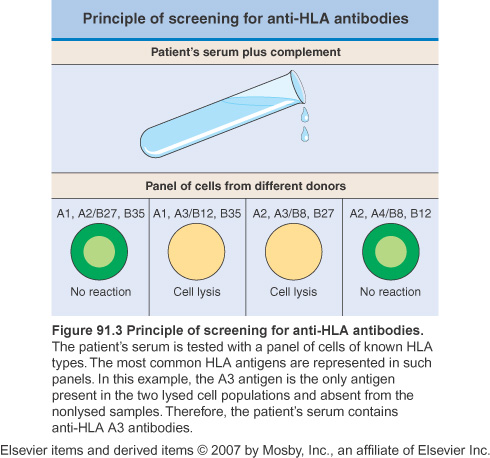 Principle of screening for anti-HLA antibodies
Patient's serum plus complement
Panel of cells from different donors
A1, A2/B27, B35
A1, A3/B12, B35
A2, A3/B8, B27
A2, A4/B8, B12
No reaction
Cell lysis
Cell lysis
No reaction
Figure 91.3 Principle of screening for anti-HLA antibodies.
The patient's serum is tested with a panel of cells of known HLA
types. The most common HLA antigens are represented in such
panels. In this example, the A3 antigen is the only antigen
present in the two lysed cell populations and absent from the
nonlysed samples. Therefore, the patient's serum contains
anti-HLA A3 antibodies.
Elsevier items and derived items © 2007 by Mosby, Inc., an affiliate of Elsevier Inc.